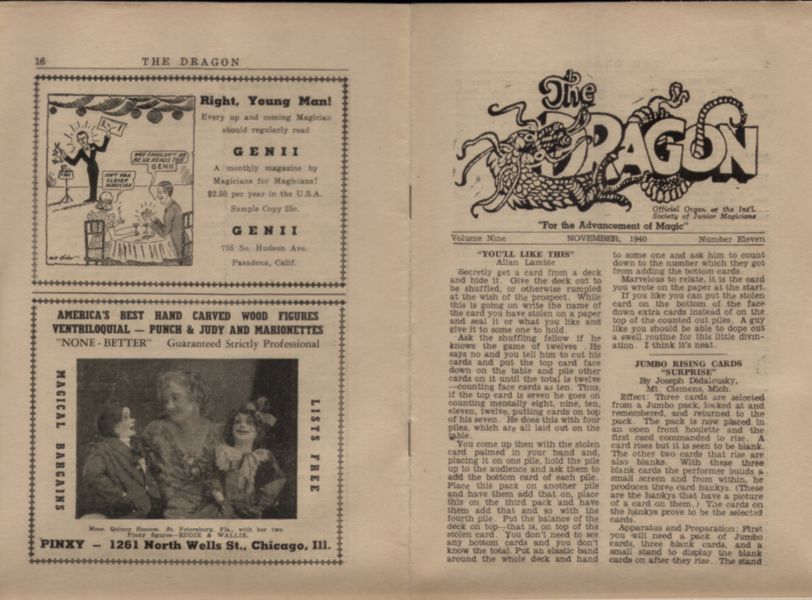 16
THE DRAGON
Right, Young Man!
Every up and coming Magician
should regularly read
GENII
A monthly magazine by
Magicians for Magicians!
$2.50 per year in the U.S.A.
Sample Copy 25c.
GENII
705 So. Hudson Ave.
Pasadena, Calif.
WHY SHOULDN'T HE
BE HE READS THE
GENII
ISN'T HE A
CLEVER
MAGICIAN
AMERICA'S BEST HAND CARVED WOOD FIGURES
VENTRILOQUIAL — PUNCH & JUDY AND MARIONETTES
"NONE-BETTER" Guaranteed Strictly Professional
MAGICAL BARGAINS
LISTS FREE
Mme. Quincy St. Petersburg, Fla., with her two
Pinxy figures—EDDIE & WALLIE.
PINXY — 1261 North Wells St., Chicago, Ill.
The
DRAGON
Official Organ of the Int'l.
Society of Junior Magicians
"For the Advancement of Magic"
Volume Nine NOVEMBER, 1940 Number Eleven
"YOU'LL LIKE THIS"
Allan Lambie
Secretly get a card from a deck
and hide it. Give the deck out to
be shuffled, or otherwise rumpled
at the wish of the prospect. While
this is going on write the name of
the card you have stolen on a paper
and seal it or what you like and
give it to some one to hold.
Ask the shuffling fellow if he
knows the game of twelves. He
says no and you tell him to cut his
cards and put the top card face
down on the table and pile other
cards on it until the total is twelve
—counting face cards as ten. Thus,
if the top card is seven he goes on
counting mentally eight, nine, ten,
eleven, twelve, putting cards on top
of his seven. He does this with four
piles, which are all laid out on the
table.
You come up then with the stolen
card palmed in your hand and,
placing it on one pile, hold the pile
up to the audience and ask them to
add the bottom card of each pile.
Place this pack on another pile
and have them add that on, place
this on the third pack and have
them add that and so with the
fourth pile. Put the balance of the
deck on top—that is, on top of the
stolen card. You don't need to see
any bottom cards and you don't
know the total. Put an elastic band
around the whole deck and hand
to some one and ask him to count
down to the number which they got
from adding the bottom cards.
Marvelous to relate, it is the card
you wrote on the paper at the start.
If you like you can put the stolen
card on the bottom of the face
down extra cards instead of on the
top of the counted out piles. A guy
like you should be able to dope out
a swell routine for this little divin-
ation. I think it's neat.
JUMBO RISING CARDS
"SURPRISE"
By Joseph Didaleusky,
Mt. Clemens, Mich.
Effect: Three cards are selected
from a Jumbo pack, looked at and
remembered, and returned to the
pack. The pack is now placed in
an open front houlette and the
first card commanded to rise. A
card rises but it is seen to be blank.
The other two cards that rise are
also blanks. With these three
blank cards the performer builds a
small screen and from within, he
produces three card hankys. (These
are the hankys that have a picture
of a card on them.) The cards on
the hankys prove to be the selected
cards.
Apparatus and Preparation: First
you will need a pack of Jumbo
cards, three blank cards, and a
small stand to display the blank
cards on after they rise. The stand